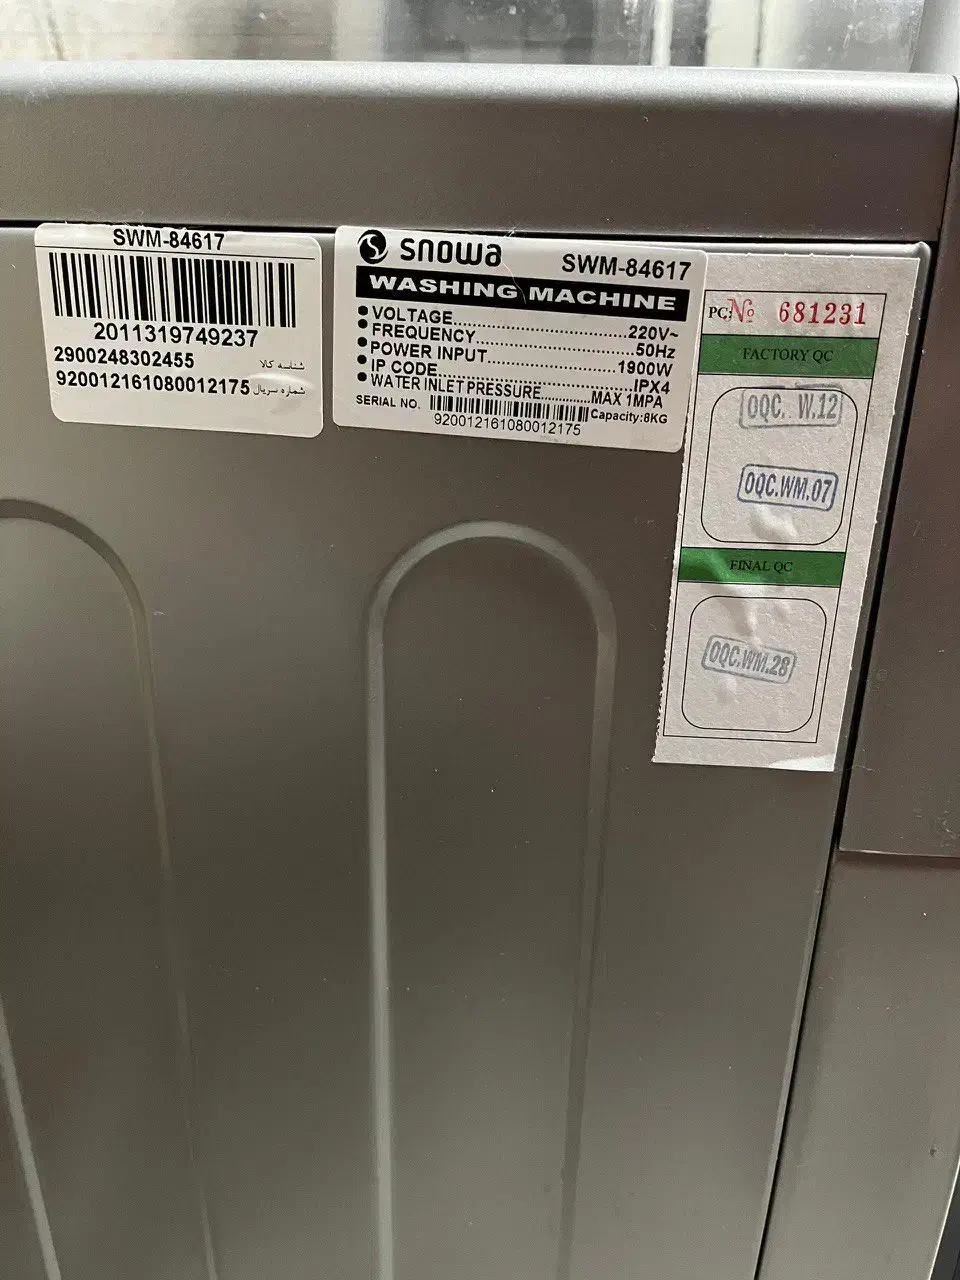 SWM-84617
2011319749237
2900248302455 شناسه کالا
920012161080012175 شماره سریال
snowa SWM-84617
WASHING MACHINE
• VOLTAGE..............................220V~
• FREQUENCY..............................50Hz
• POWER INPUT......................1900W
• IP CODE.................................IPX4
• WATER INLET PRESSURE............MAX 1MPA
SERIAL NO. Capacity:8KG
920012161080012175
PC:№ 681231
FACTORY QC
OQC. W.12
OQC.WM.07
FINAL QC
OQC.WM.28